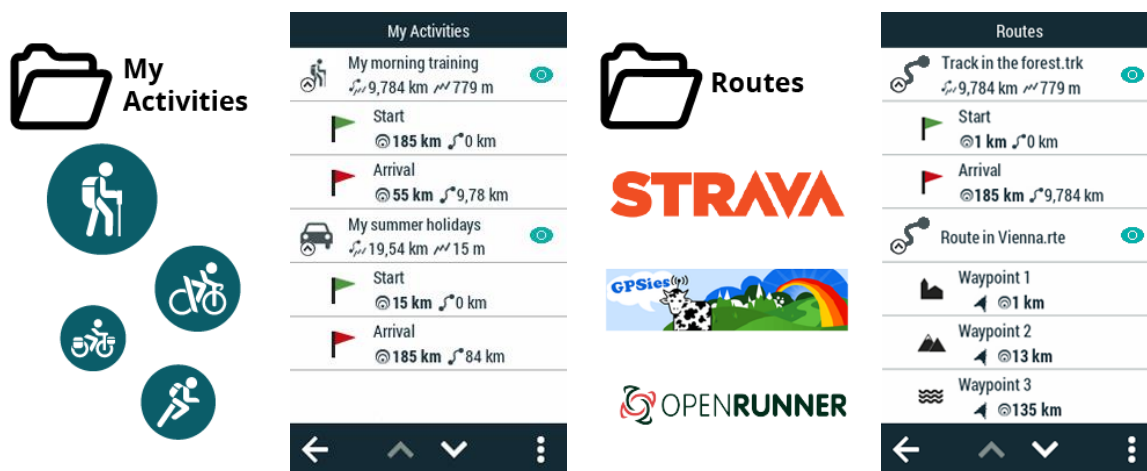 My
Activities
My Activities
My morning training
9,784 km 779 m
Start
185 km 0 km
Arrival
55 km 9,78 km
My summer holidays
19,54 km 15 m
Start
15 km 0 km
Arrival
185 km 84 km
Routes
STRAVA
GPSies
OPENRUNNER
Routes
Track in the forest.trk
9,784 km 779 m
Start
1 km 0 km
Arrival
185 km 9,784 km
Route in Vienna.rte
Waypoint 1
1 km
Waypoint 2
13 km
Waypoint 3
135 km